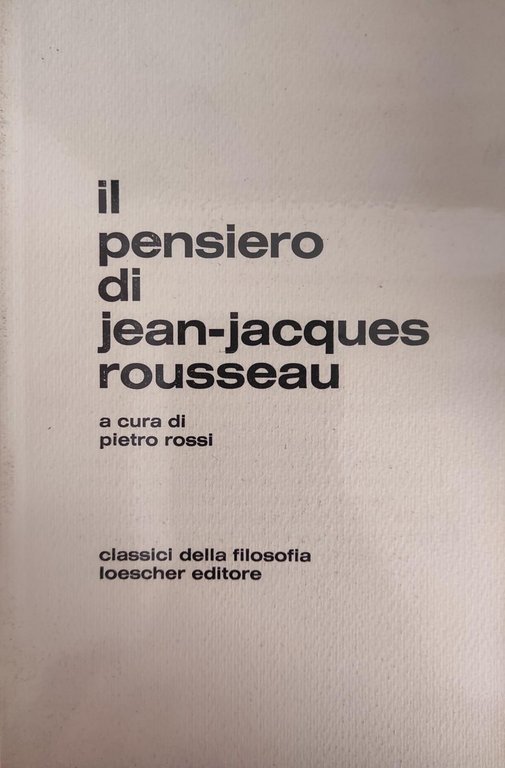 il
pensiero
di
jean-jacques
rousseau
a cura di
pietro rossi
classici della filosofia
loescher editore